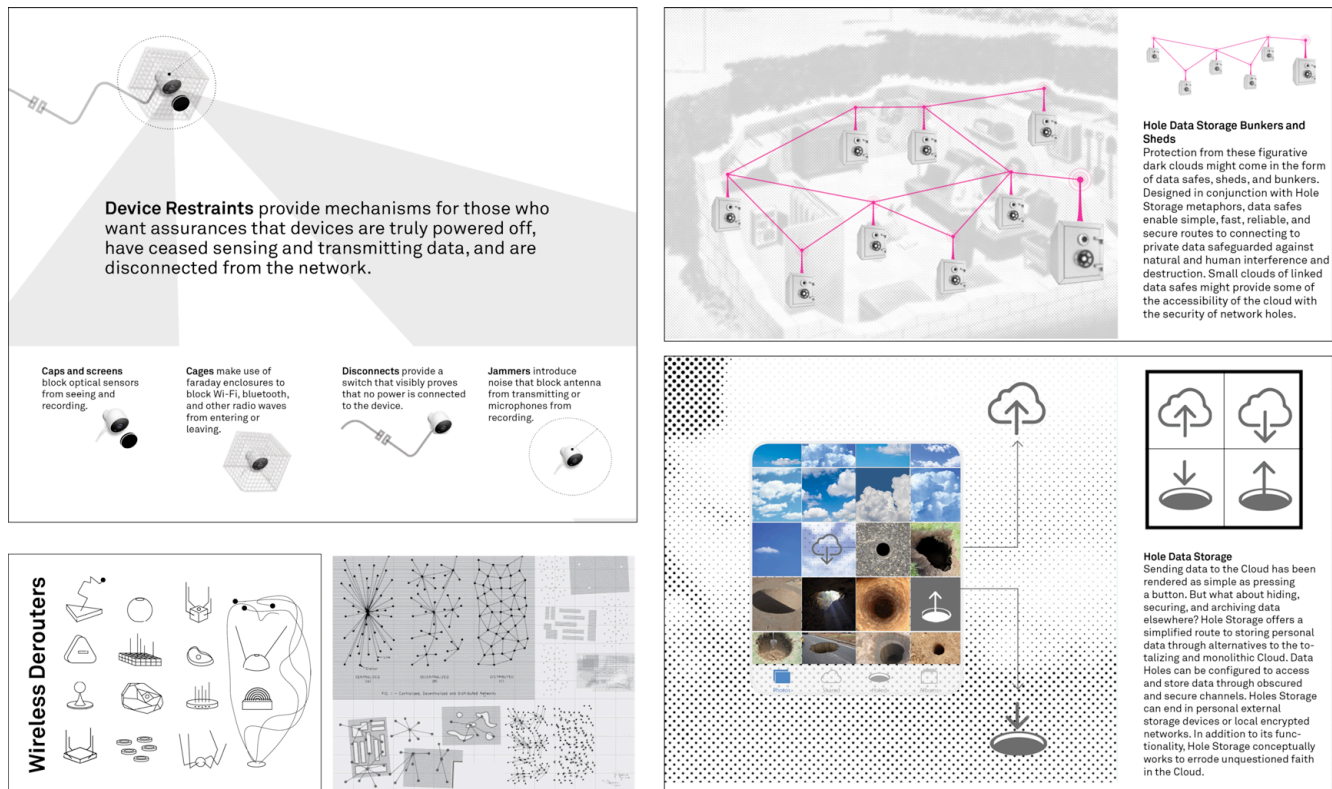 Device Restraints provide mechanisms for those who
want assurances that devices are truly powered off,
have ceased sensing and transmitting data, and are
disconnected from the network.
Caps and screens
block optical sensors
from seeing and
recording.
Cages make use of
faraday enclosures to
block Wi-Fi, bluetooth,
and other radio waves
from entering or
leaving.
Disconnects provide a
switch that visibly proves
that no power is connected
to the device.
Jammers introduce
noise that block antenna
from transmitting or
microphones from
recording.
Hole Data Storage Bunkers and
Sheds
Protection from these figurative
dark clouds might come in the form
of data safes, sheds, and bunkers.
Designed in conjunction with Hole
Storage metaphors, data safes
enable simple, fast, reliable, and
secure routes to connecting to
private data safeguarded against
natural and human interference and
destruction. Small clouds of linked
data safes might provide some of
the accessibility of the cloud with
the security of network holes.
Wireless Derouters
CENTRALIZED
(A)
DECENTRALIZED
(B)
DISTRIBUTED
(C)
FIG. 1 — Centralized, Decentralized and Distributed Networks
Photos
Hole Data Storage
Sending data to the Cloud has been
rendered as simple as pressing
a button. But what about hiding,
securing, and archiving data
elsewhere? Hole Storage offers a
simplified route to storing personal
data through alternatives to the to-
talizing and monolithic Cloud. Data
Holes can be configured to access
and store data through obscured
and secure channels. Holes Storage
can end in personal external
storage devices or local encrypted
networks. In addition to its func-
tionality, Hole Storage conceptually
works to errode unquestioned faith
in the Cloud.